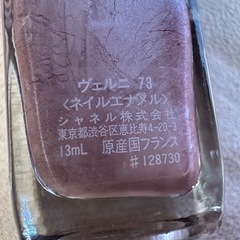 ヴェルニ 73
〈ネイルエナメル〉
シャネル株式会社
東京都渋谷区恵比寿4-20-3
13mL 原産国フランス
♯128730